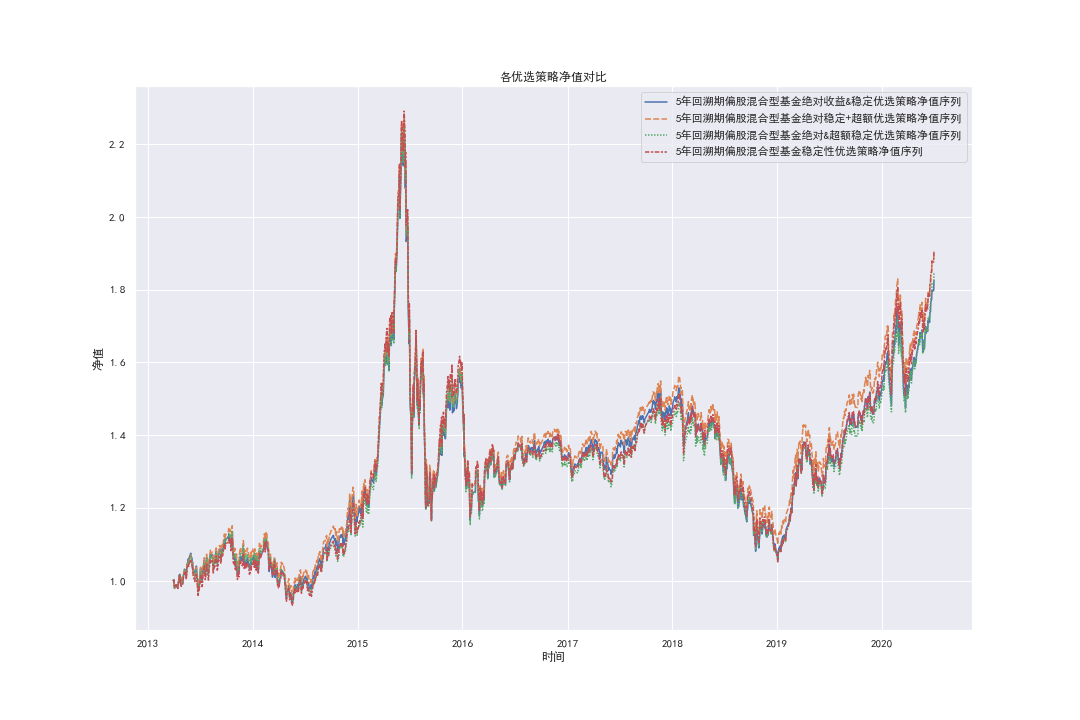 各优选策略净值对比
5年回溯期偏股混合型基金绝对收益&稳定优选策略净值序列
5年回溯期偏股混合型基金绝对稳定+超额优选策略净值序列
5年回溯期偏股混合型基金绝对&超额稳定优选策略净值序列
5年回溯期偏股混合型基金稳定性优选策略净值序列
净值
2.2
2.0
1.8
1.6
1.4
1.2
1.0
2013 2014 2015 2016 2017 2018 2019 2020
时间